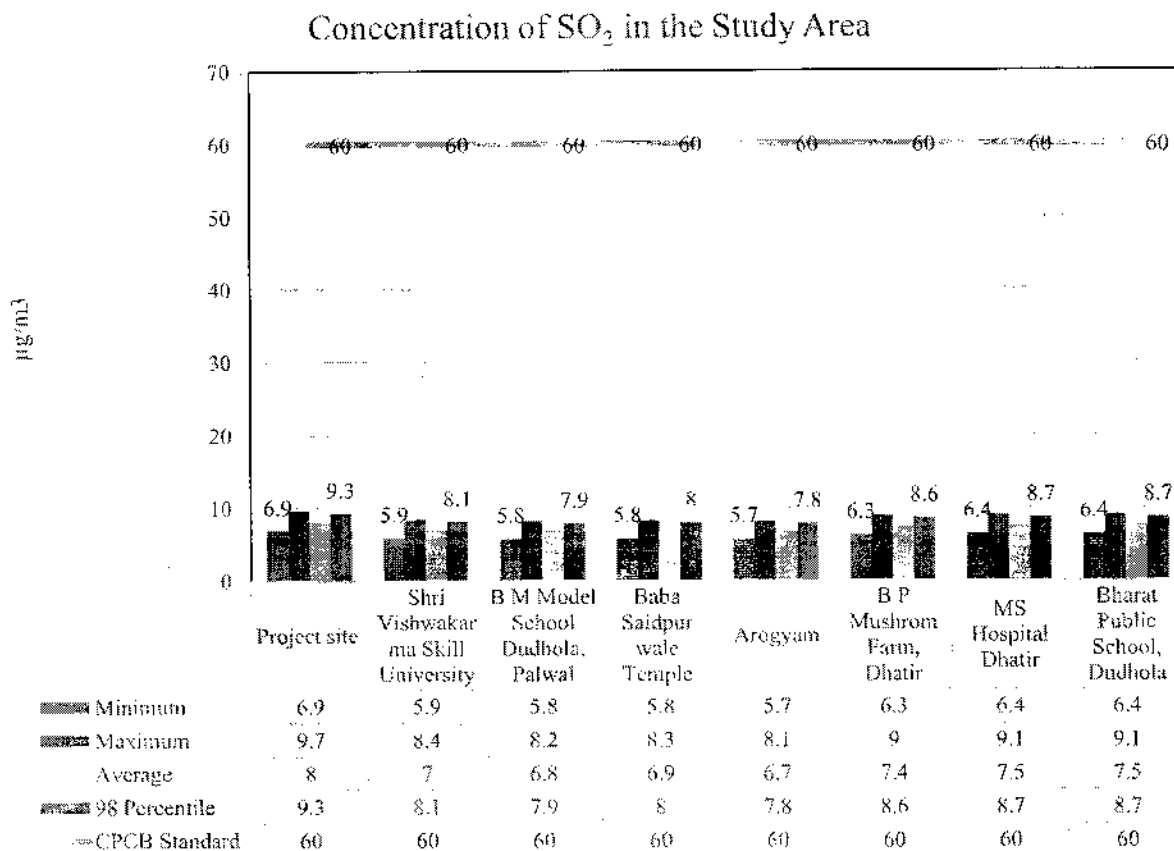 Concentration of SO₂ in the Study Area
µg/m3
70
60
50
40
30
20
10
0
60 60 60 60 60 60 60 60
6.9 9.3 5.9 8.1 5.8 7.9 5.8 8 5.7 7.8 6.3 8.6 6.4 8.7 6.4 8.7
Project site
Shri
Vishwakar
ma Skill
University
B M Model
School
Dudhola,
Palwal
Baba
Saidpur
wale
Temple
Arogyam
B P
Mushrom
Farm,
Dhatir
MS
Hospital
Dhatir
Bharat
Public
School,
Dudhola
Minimum 6.9 5.9 5.8 5.8 5.7 6.3 6.4 6.4
Maximum 9.7 8.4 8.2 8.3 8.1 9 9.1 9.1
Average 8 7 6.8 6.9 6.7 7.4 7.5 7.5
98 Percentile 9.3 8.1 7.9 8 7.8 8.6 8.7 8.7
CPCB Standard 60 60 60 60 60 60 60 60